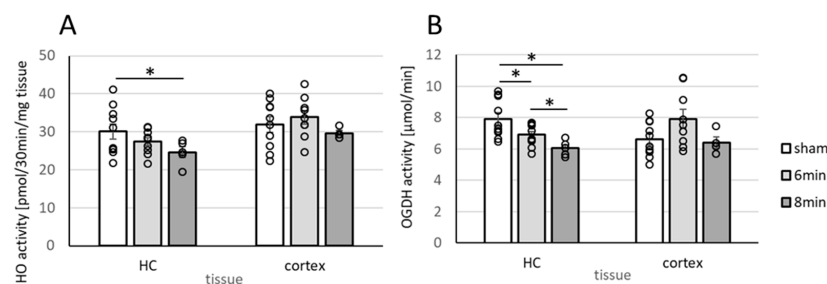 A
HO activity [pmol/30min/mg tissue
50
40
30
20
10
0
*
HC
cortex
tissue
B
OGDH activity [µmol/min]
12
10
8
6
4
2
0
*
*
*
HC
cortex
tissue
sham
6min
8min